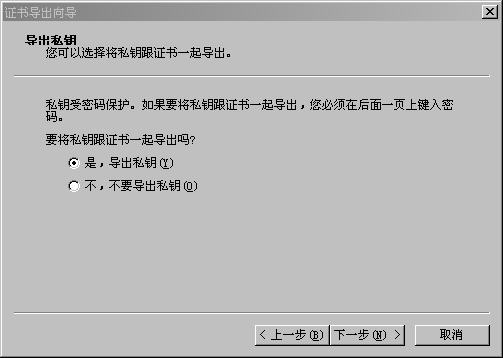 证书导出向导
导出私钥
您可以选择将私钥跟证书一起导出。
私钥受密码保护。如果要将私钥跟证书一起导出，您必须在后面一页上键入密
码。
要将私钥跟证书一起导出吗?
是，导出私钥(Y)
不，不要导出私钥(O)
< 上一步(B) 下一步(N) > 取消